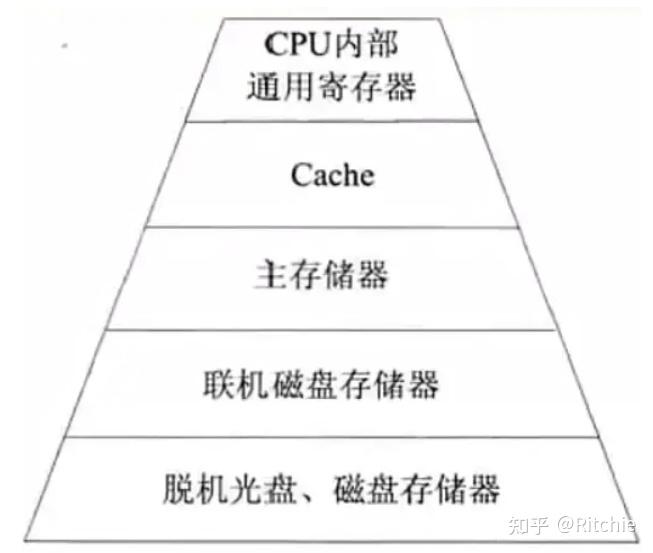 CPU内部
通用寄存器
Cache
主存储器
联机磁盘存储器
脱机光盘、磁盘存储器
知乎 @Ritchie